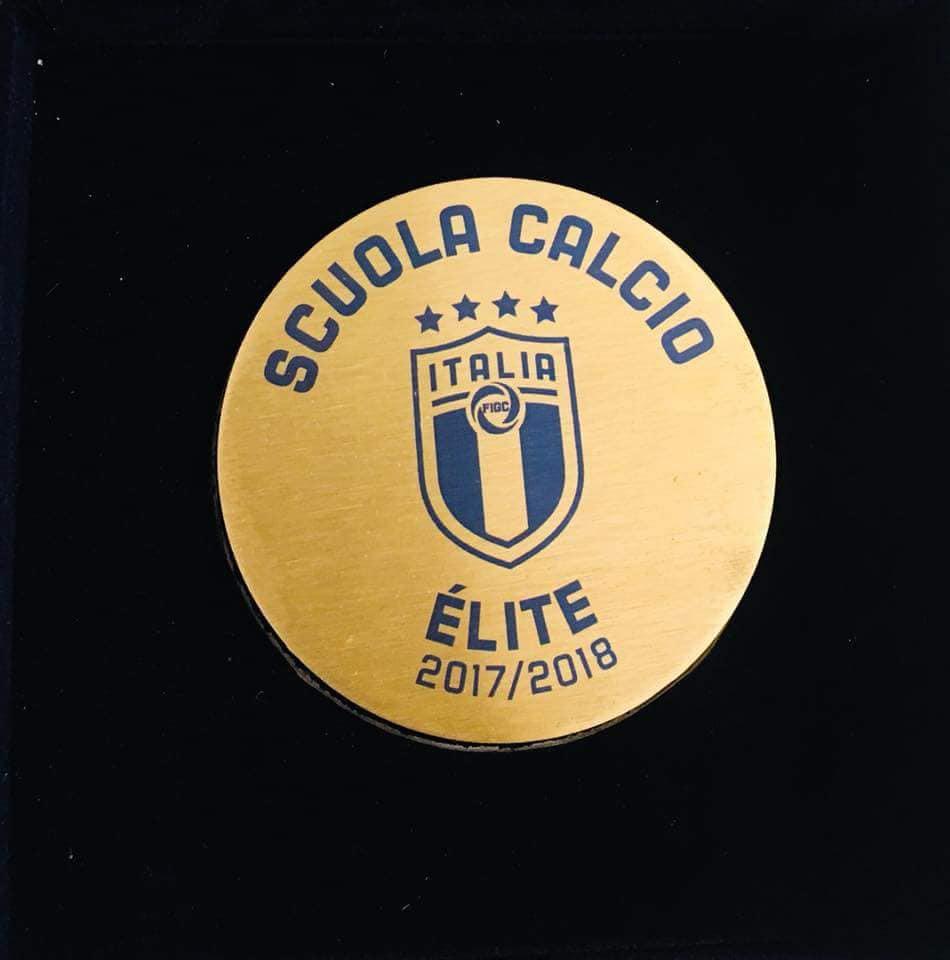 SCUOLA CALCIO
ITALIA
FIGC
ÉLITE
2017/2018